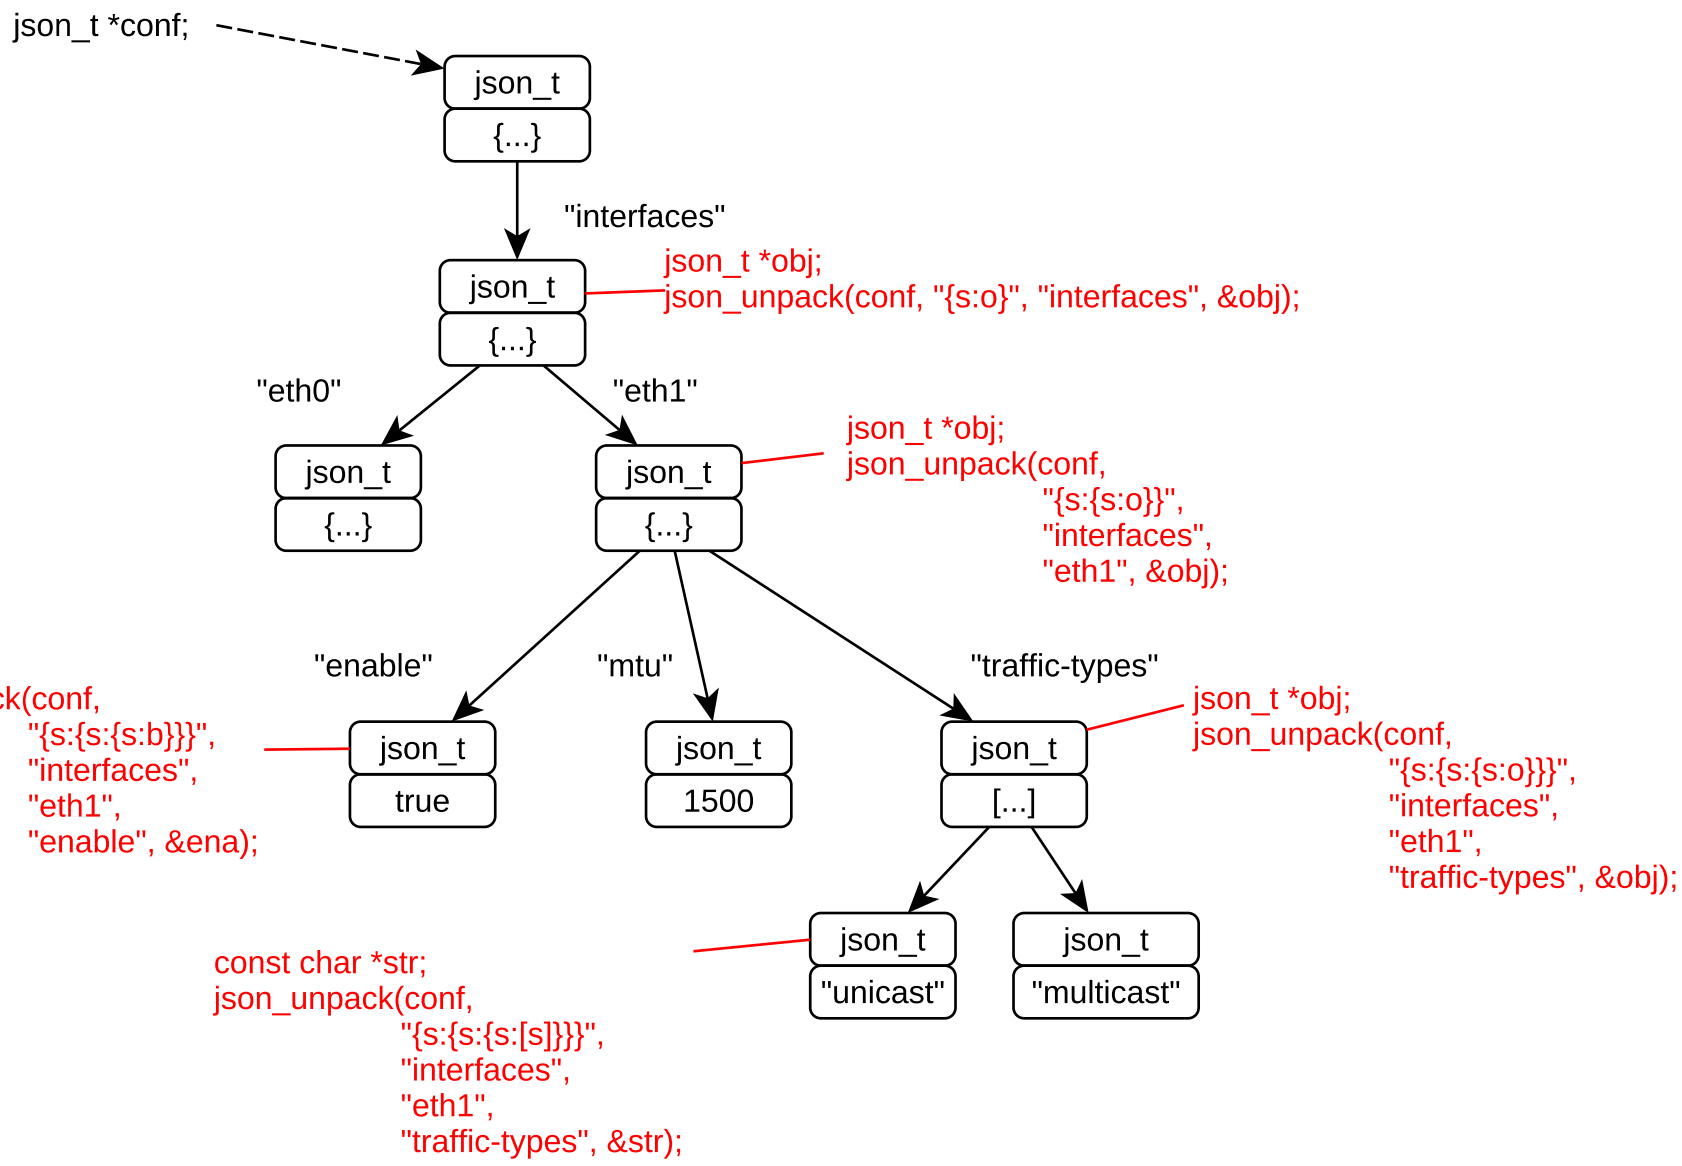 json_t *conf;
json_t
{...}
"interfaces"
json_t
{...}
json_t *obj;
json_unpack(conf, "{s:o}", "interfaces", &obj);
"eth0"
"eth1"
json_t
{...}
json_t
{...}
json_t *obj;
json_unpack(conf,
"{s:{s:o}}",
"interfaces",
"eth1", &obj);
"enable"
"mtu"
"traffic-types"
ck(conf,
"{s:{s:{s:b}}}",
"interfaces",
"eth1",
"enable", &ena);
json_t
true
json_t
1500
json_t
[...]
json_t *obj;
json_unpack(conf,
"{s:{s:{s:o}}}",
"interfaces",
"eth1",
"traffic-types", &obj);
json_t
"unicast"
json_t
"multicast"
const char *str;
json_unpack(conf,
"{s:{s:{s:[s]}}}",
"interfaces",
"eth1",
"traffic-types", &str);